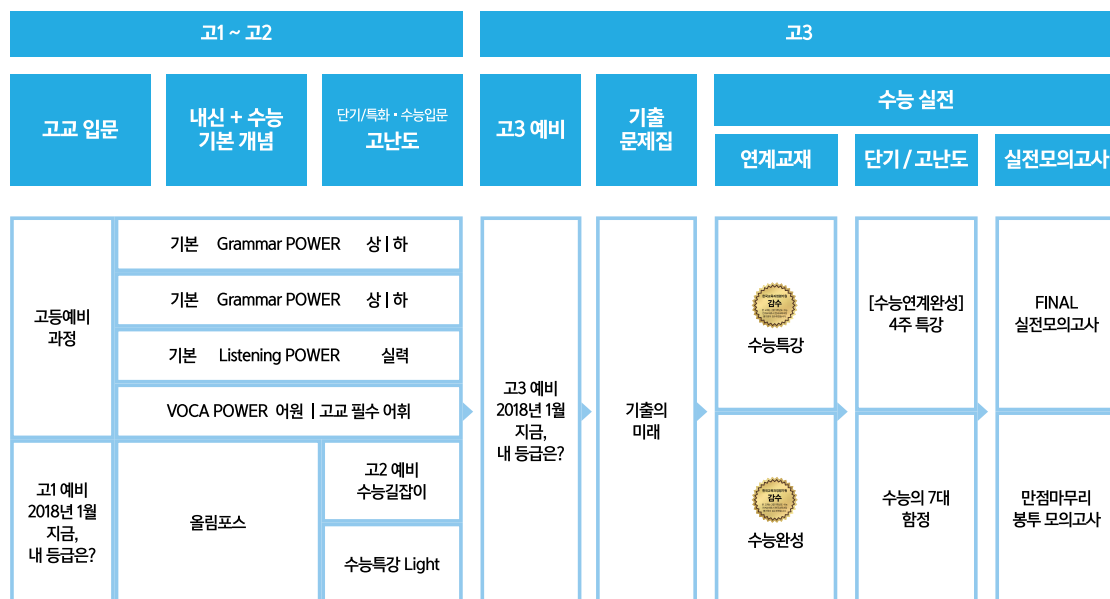 고1 ~ 고2
고3
고교 입문
내신 + 수능
기본 개념
단기/특화 · 수능입문
고난도
고3 예비
기출
문제집
수능 실전
연계교재
단기 / 고난도
실전모의고사
고등예비
과정
기본 Grammar POWER 상 | 하
기본 Grammar POWER 상 | 하
기본 Listening POWER 실력
VOCA POWER 어원 | 고교 필수 어휘
고1 예비
2018년 1월
지금,
내 등급은?
올림포스
고2 예비
수능길잡이
수능특강 Light
고3 예비
2018년 1월
지금,
내 등급은?
기출의
미래
감수
수능특강
감수
수능완성
[수능연계완성]
4주 특강
수능의 7대
함정
FINAL
실전모의고사
만점마무리
봉투 모의고사